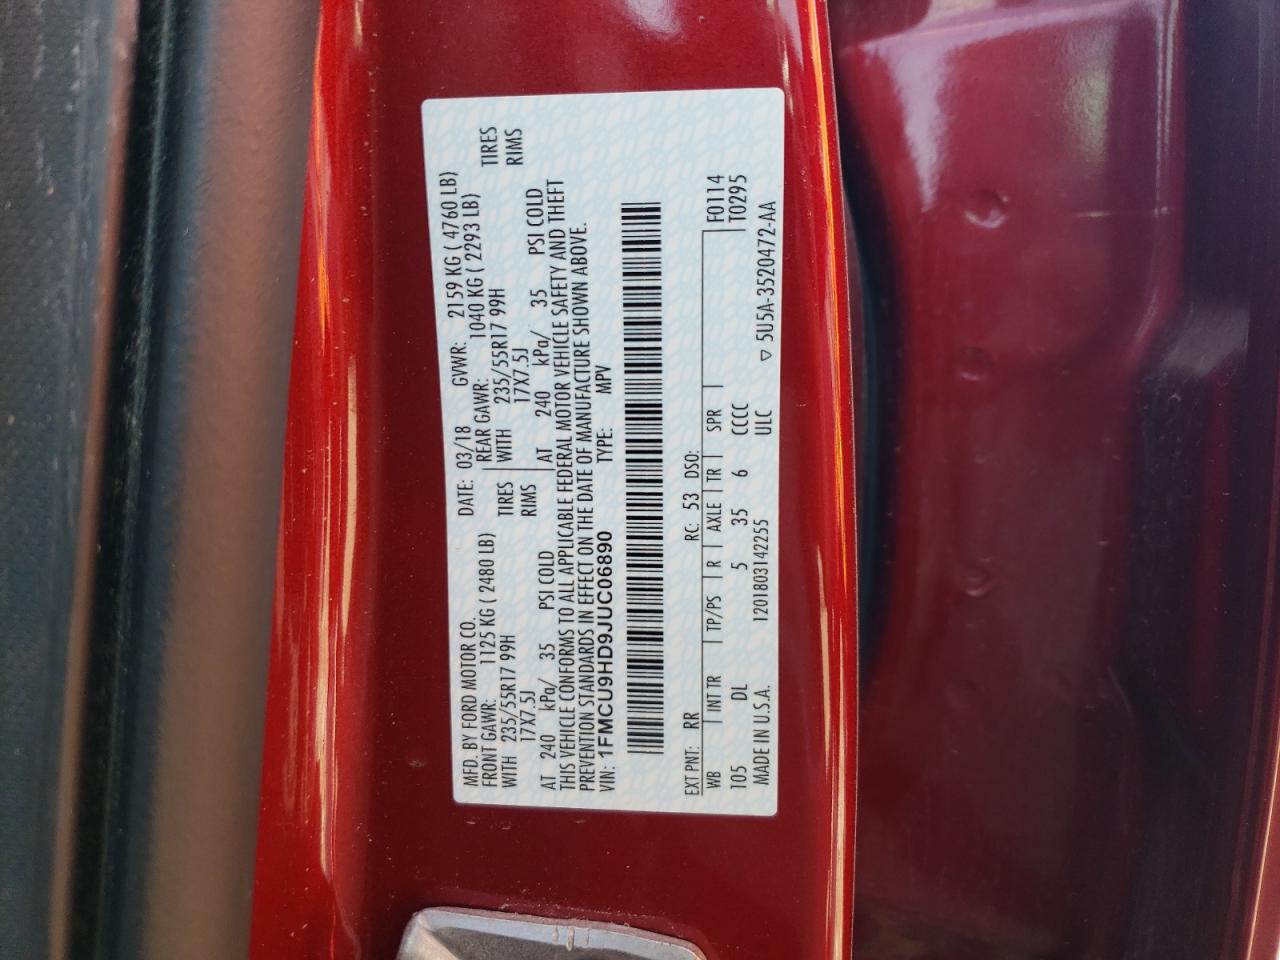 MFD. BY FORD MOTOR CO. DATE: 03/18 GVWR: 2159 KG ( 4760 LB)
FRONT GAWR: 1125 KG ( 2480 LB) REAR GAWR: 1040 KG ( 2293 LB)
WITH 235/55R17 99H TIRES WITH 235/55R17 99H TIRES
17X7.5J RIMS 17X7.5J RIMS
AT 240 kPa/ 35 PSI COLD AT 240 kPa/ 35 PSI COLD
THIS VEHICLE CONFORMS TO ALL APPLICABLE FEDERAL MOTOR VEHICLE SAFETY AND THEFT
PREVENTION STANDARDS IN EFFECT ON THE DATE OF MANUFACTURE SHOWN ABOVE.
VIN: 1FMCU9HD9JUC06890 TYPE: MPV
EXT PNT: RR RC: 53 DSO:
WB INT TR TP/PS R AXLE TR SPR F0114
105 DL 5 35 6 CCCC T0295
MADE IN U.S.A. 1201803142255 ULC ▽ 5U5A-3520472-AA